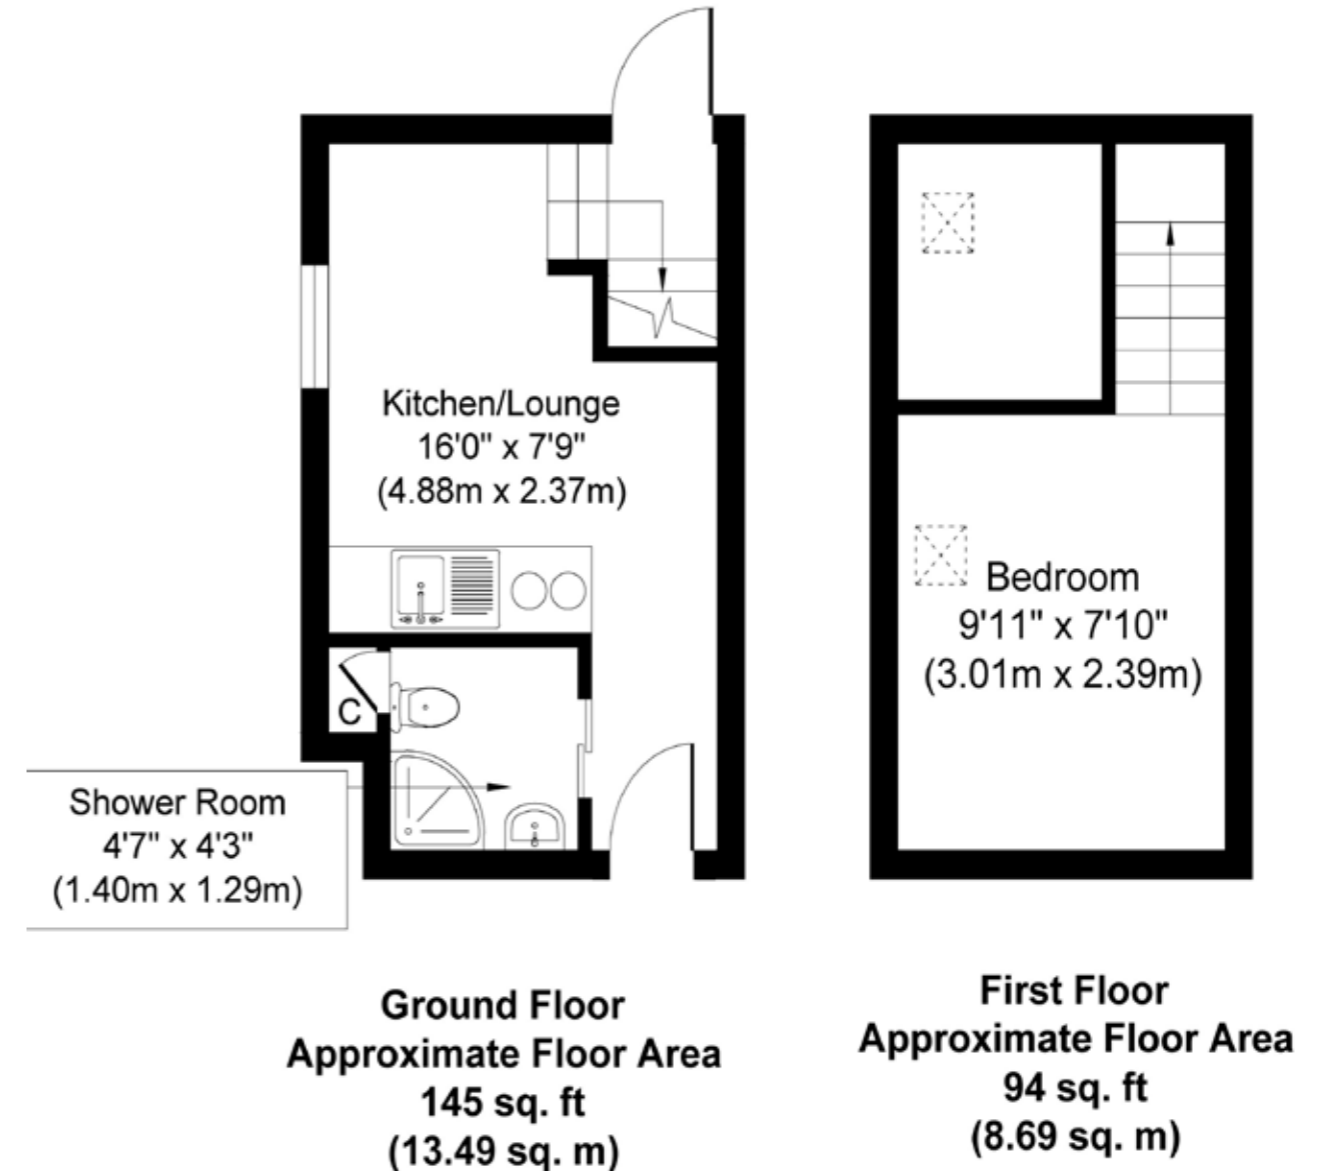 Kitchen/Lounge
16'0" x 7'9"
(4.88m x 2.37m)
C
Shower Room
4'7" x 4'3"
(1.40m x 1.29m)
Ground Floor
Approximate Floor Area
145 sq. ft
(13.49 sq. m)
Bedroom
9'11" x 7'10"
(3.01m x 2.39m)
First Floor
Approximate Floor Area
94 sq. ft
(8.69 sq. m)